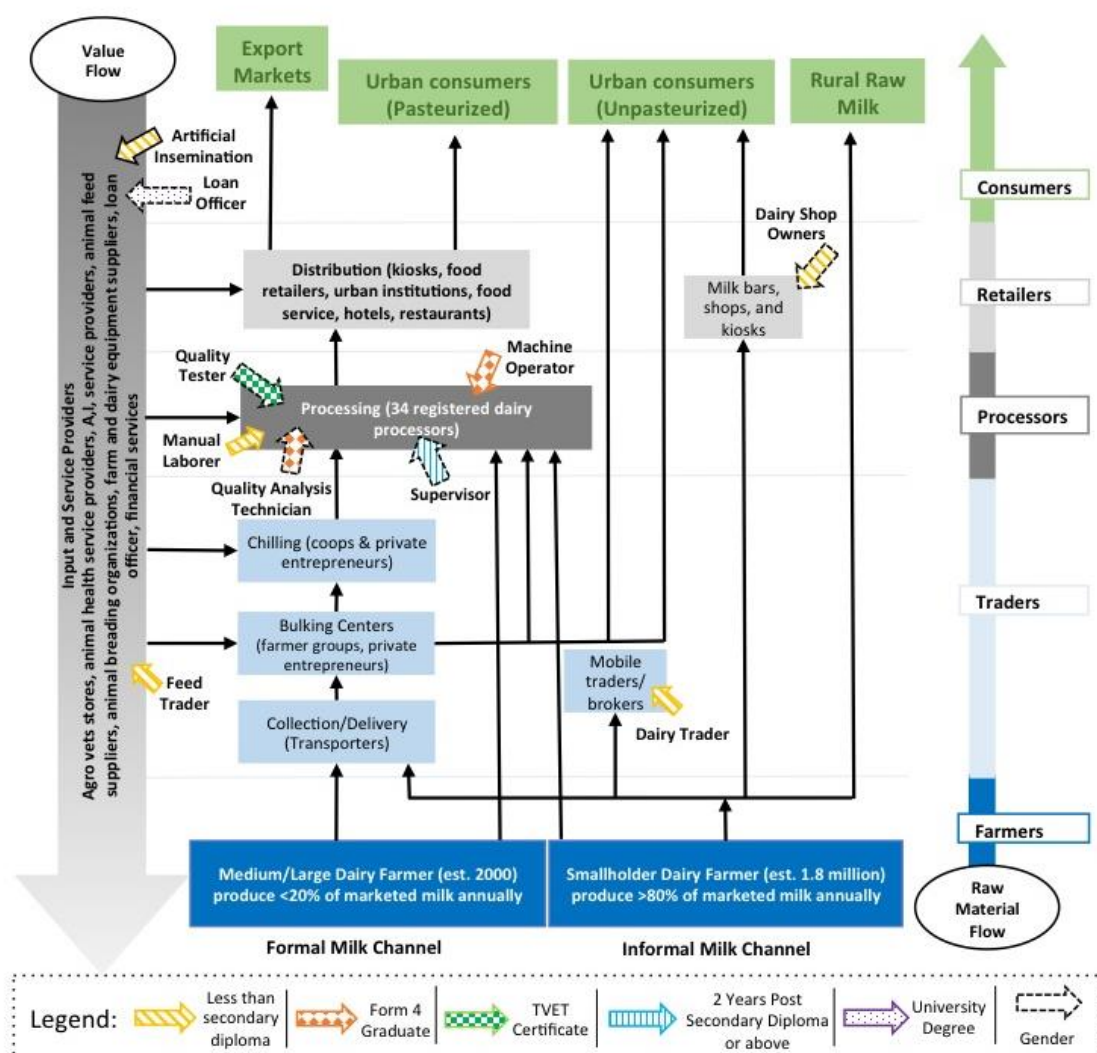 Value
Flow
Export
Markets
Urban consumers
(Pasteurized)
Urban consumers
(Unpasteurized)
Rural Raw
Milk
Artificial
Insemination
Loan
Officer
Input and Service Providers
Agro vets stores, animal health service providers, A,I, service providers, animal feed
suppliers, animal breading organizations, farm and dairy equipment suppliers, loan
officer, financial services
Consumers
Distribution (kiosks, food
retailers, urban institutions, food
service, hotels, restaurants)
Dairy Shop
Owners
Milk bars,
shops, and
kiosks
Retailers
Quality
Tester
Machine
Operator
Processing (34 registered dairy
processors)
Manual
Laborer
Quality Analysis
Technician
Supervisor
Processors
Chilling (coops & private
entrepreneurs)
Bulking Centers
(farmer groups, private
entrepreneurs)
Traders
Feed
Trader
Mobile
traders/
brokers
Dairy Trader
Collection/Delivery
(Transporters)
Farmers
Medium/Large Dairy Farmer (est. 2000)
produce <20% of marketed milk annually
Smallholder Dairy Farmer (est. 1.8 million)
produce >80% of marketed milk annually
Raw
Material
Flow
Formal Milk Channel
Informal Milk Channel
Legend:
Less than
secondary
diploma
Form 4
Graduate
TVET
Certificate
2 Years Post
Secondary Diploma
or above
University
Degree
Gender